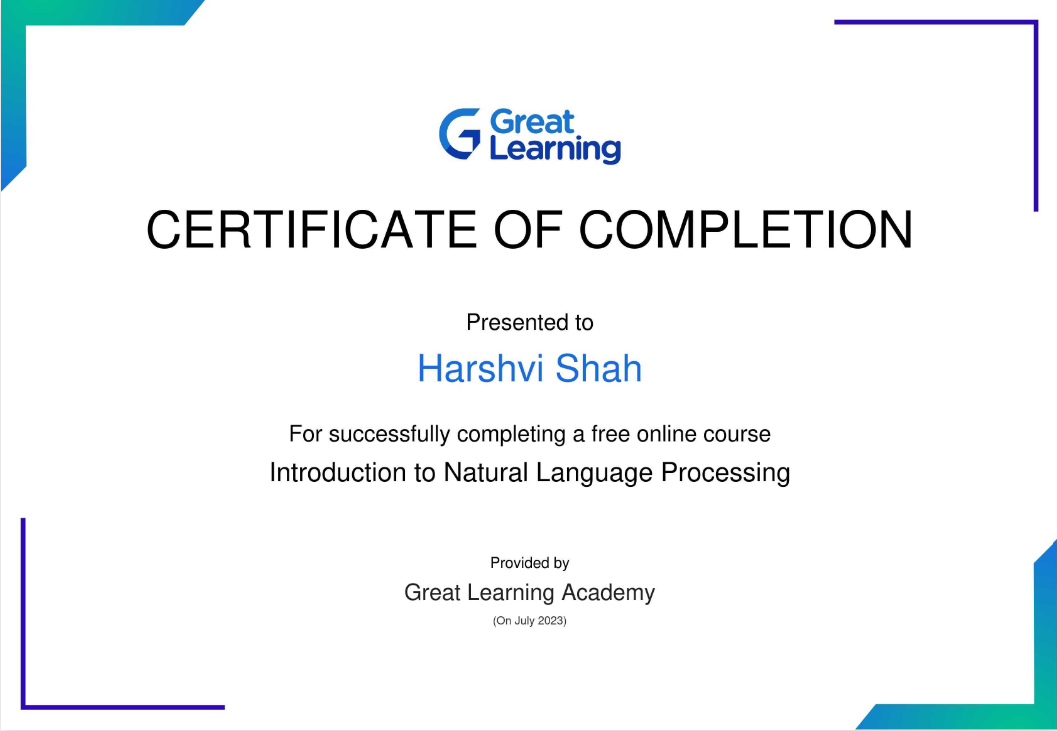 Great
Learning
CERTIFICATE OF COMPLETION
Presented to
Harshvi Shah
For successfully completing a free online course
Introduction to Natural Language Processing
Provided by
Great Learning Academy
(On July 2023)